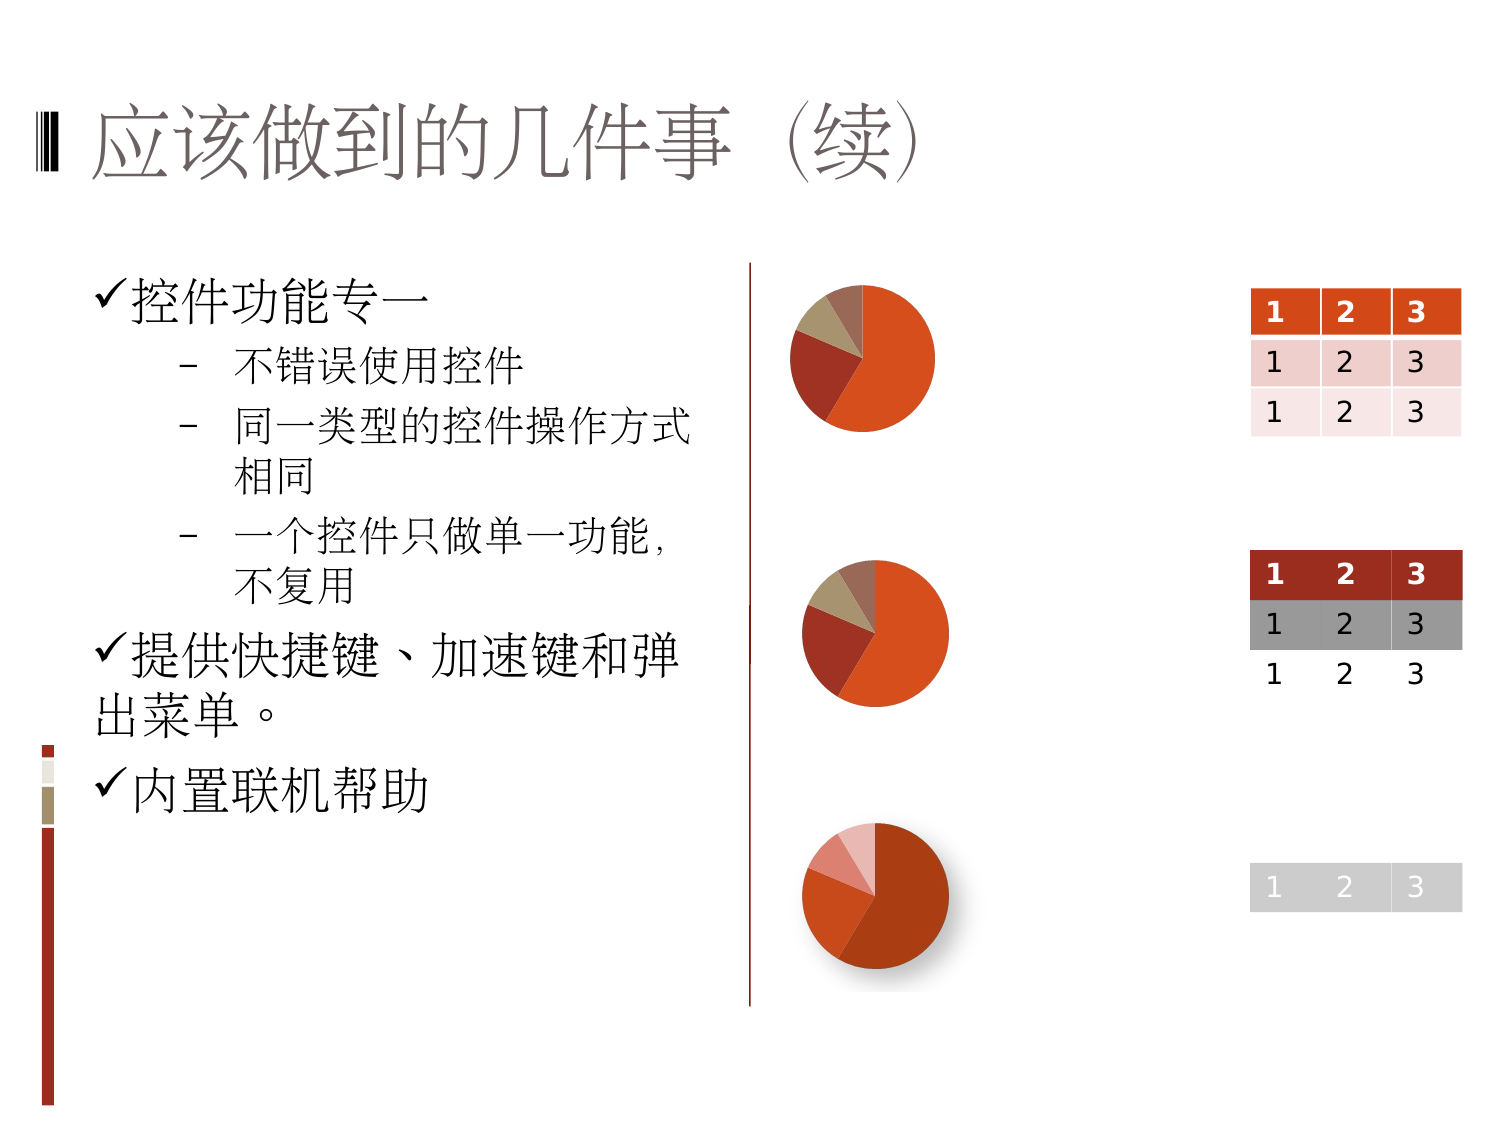 应该做到的几件事（续）
✓控件功能专一
– 不错误使用控件
– 同一类型的控件操作方式
相同
– 一个控件只做单一功能，
不复用
✓提供快捷键、加速键和弹
出菜单。
✓内置联机帮助
1 2 3
1 2 3
1 2 3
1 2 3
1 2 3
1 2 3
1 2 3